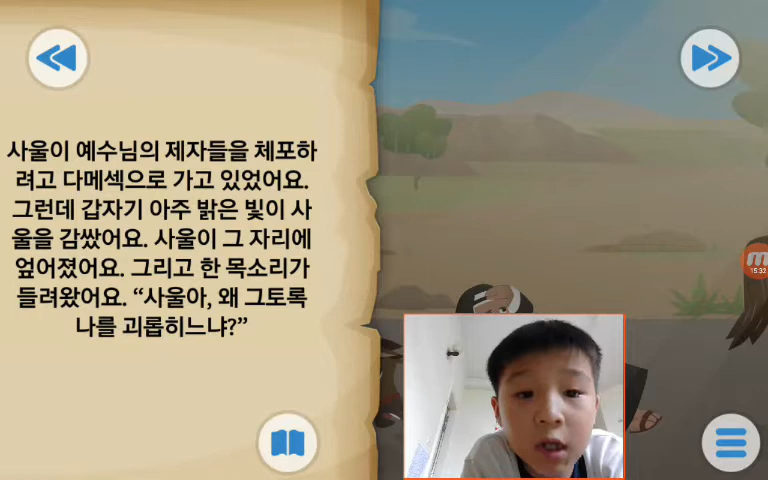 사울이 예수님의 제자들을 체포하
려고 다메섹으로 가고 있었어요.
그런데 갑자기 아주 밝은 빛이 사
울을 감쌌어요. 사울이 그 자리에
엎어졌어요. 그리고 한 목소리가
들려왔어요. “사울아, 왜 그토록
나를 괴롭히느냐?”
15:32